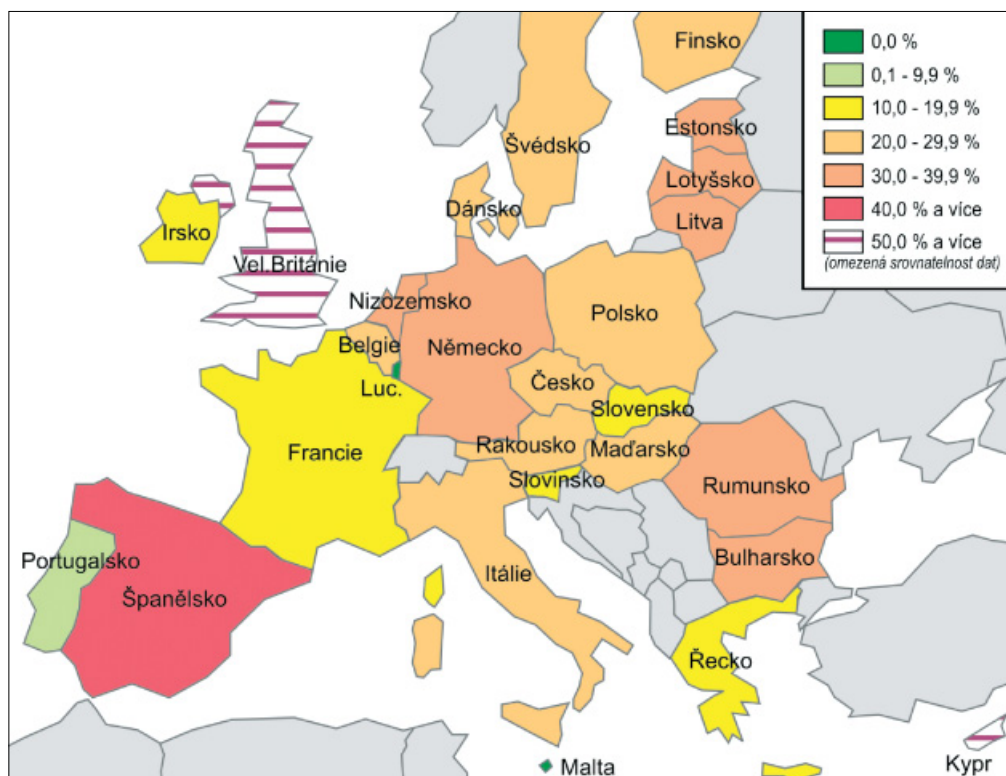 0,0 %
0,1 - 9,9 %
10,0 - 19,9 %
20,0 - 29,9 %
30,0 - 39,9 %
40,0 % a více
50,0 % a více
(omezená srovnatelnost dat)
Finsko
Švédsko
Estonsko
Lotyšsko
Litva
Dánsko
Irsko
Vel.Británie
Nizozemsko
Polsko
Belgie
Německo
Luc.
Česko
Slovensko
Francie
Rakousko
Maďarsko
Slovinsko
Rumunsko
Portugalsko
Bulharsko
Itálie
Španělsko
Řecko
Malta
Kypr